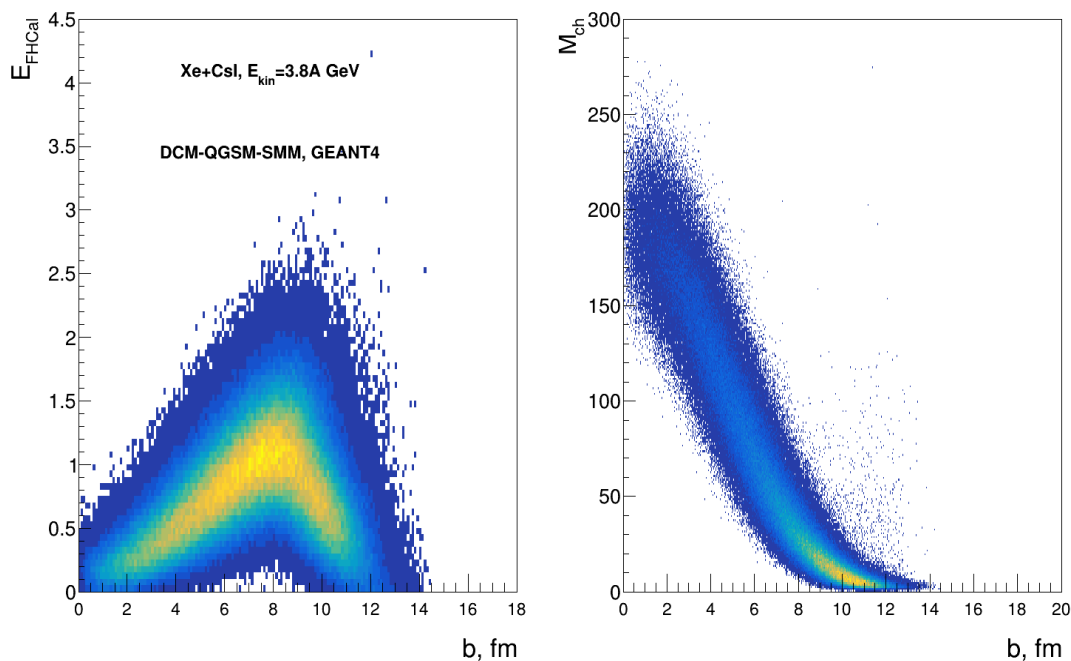 E_FHCal
4.5
4
3.5
3
2.5
2
1.5
1
0.5
0
Xe+CsI, E_kin=3.8A GeV
DCM-QGSM-SMM, GEANT4
0 2 4 6 8 10 12 14 16 18
b, fm
M_ch
300
250
200
150
100
50
0
0 2 4 6 8 10 12 14 16 18 20
b, fm